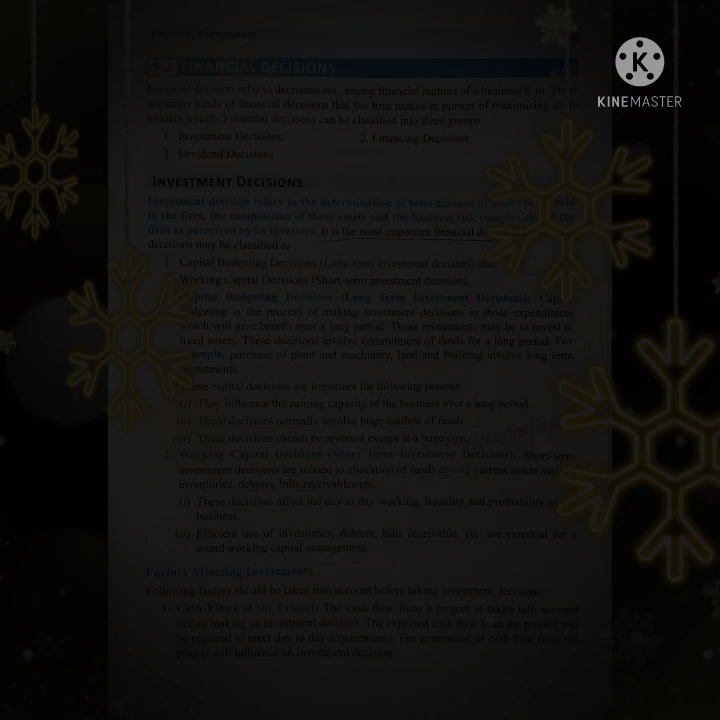 Financial Management
KINEMASTER
9.2 FINANCIAL DECISIONS
Financial decision refer to decisions concerning financial matters of a business firm. There
are many kinds of financial decisions that the firm makes in pursuit of maximising share
holders wealth. Financial decisions can be classified into three groups.
1. Investment Decisions
2. Financing Decisions
3. Dividend Decisions
INVESTMENT DECISIONS
Investment decision refers to the determination of total amount of assets to held
in the firm, the composition of these assets and the business risk complexion of the
firm as perceived by its investors. It is the most important financial
decisions may be classified as :
1. Capital Budgeting Decisions (Long-term investment decision) and
Working Capital Decisions (Short-term investment decision).
Capital Budgeting Decisions (Long Term Investment Decisions): Capital
budgeting is the process of making investment decisions in those expenditures
which will give benefit over a long period. These investments may be to invest in
fixed assets. These decisions involve commitment of funds for a long period. For
example, purchase of plant and machinery, land and building involve long term
investments.
These capital decisions are important for following reasons:
(i) They influence the earning capacity of the business over a long period.
(ii) These decisions normally involve huge outflow of funds.
(iii) These decisions cannot be reversed except at a huge cost.
2. Working Capital Decisions (Short Term Investment Decisions): Short-term
investment decisions are related to allocation of funds among current assets such
inventories, debtors, bills receivables etc.
(i) These decisions affect the day to day working, liquidity and profitability of
business.
(ii) Efficient use of inventories, debtors, bills receivable, etc. are essential for a
sound working capital management.
Factors Affecting Investments
Following factors should be taken into account before taking investment decisions:
1. Cash Flows of the Project: The cash flow from a project is taken into account
before making an investment decision. The expected cash flow from the project will
be required to meet day to day requirements. The generation of cash flow from the
project will influence an investment decision.